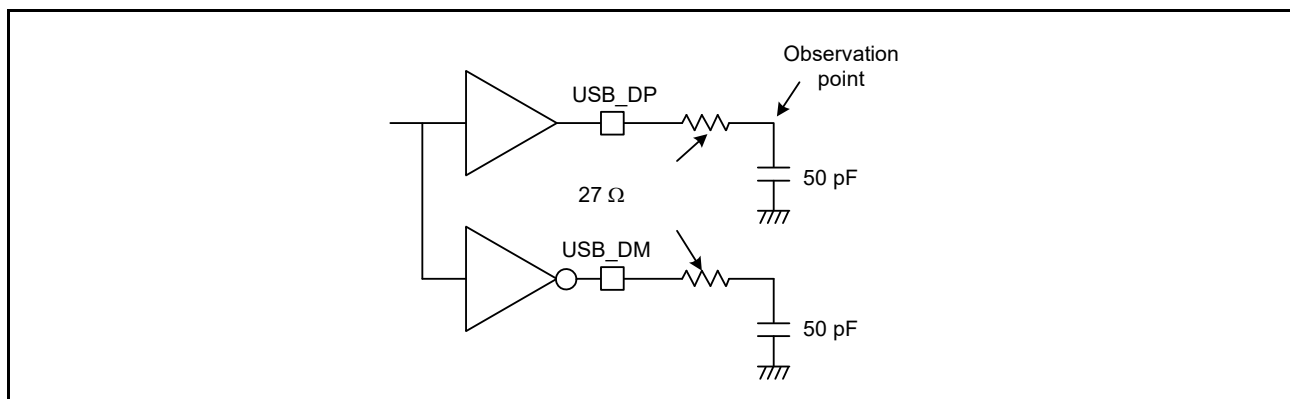 Observation
point
USB_DP
50 pF
27 Ω
USB_DM
50 pF